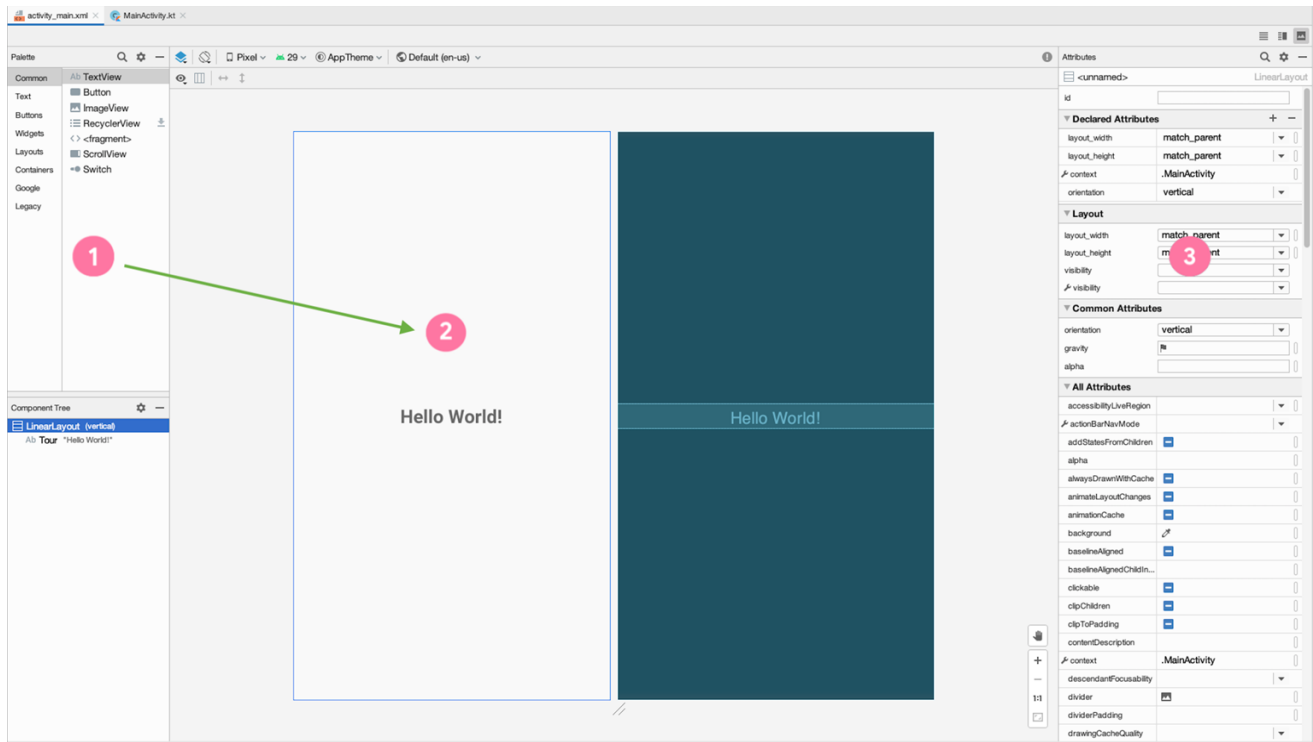 activity_main.xml
MainActivity.kt
Palette
Pixel
29
AppTheme
Default (en-us)
Attributes
Common
Text
Buttons
Widgets
Layouts
Containers
Google
Legacy
Ab TextView
Button
ImageView
RecyclerView
<> <fragment>
ScrollView
Switch
1
2
Hello World!
Hello World!
Component Tree
LinearLayout (vertical)
Ab Tour "Hello World!"
1:1
<unnamed> LinearLayout
id
Declared Attributes
layout_width match_parent
layout_height match_parent
context .MainActivity
orientation vertical
Layout
layout_width match_parent
layout_height
3
visibility
visibility
Common Attributes
orientation vertical
gravity
alpha
All Attributes
accessibilityLiveRegion
actionBarNavMode
addStatesFromChildren
alpha
alwaysDrawnWithCache
animateLayoutChanges
animationCache
background
baselineAligned
baselineAlignedChildIn...
clickable
clipChildren
clipToPadding
contentDescription
context .MainActivity
descendantFocusability
divider
dividerPadding
drawingCacheQuality